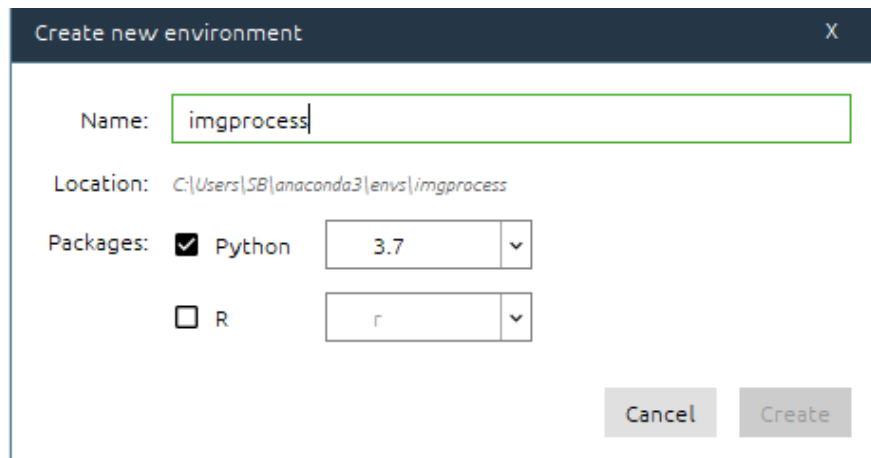 Create new environment X
Name: imgprocess
Location: C:\Users\SB\anaconda3\envs\imgprocess
Packages: Python 3.7
R r
Cancel Create